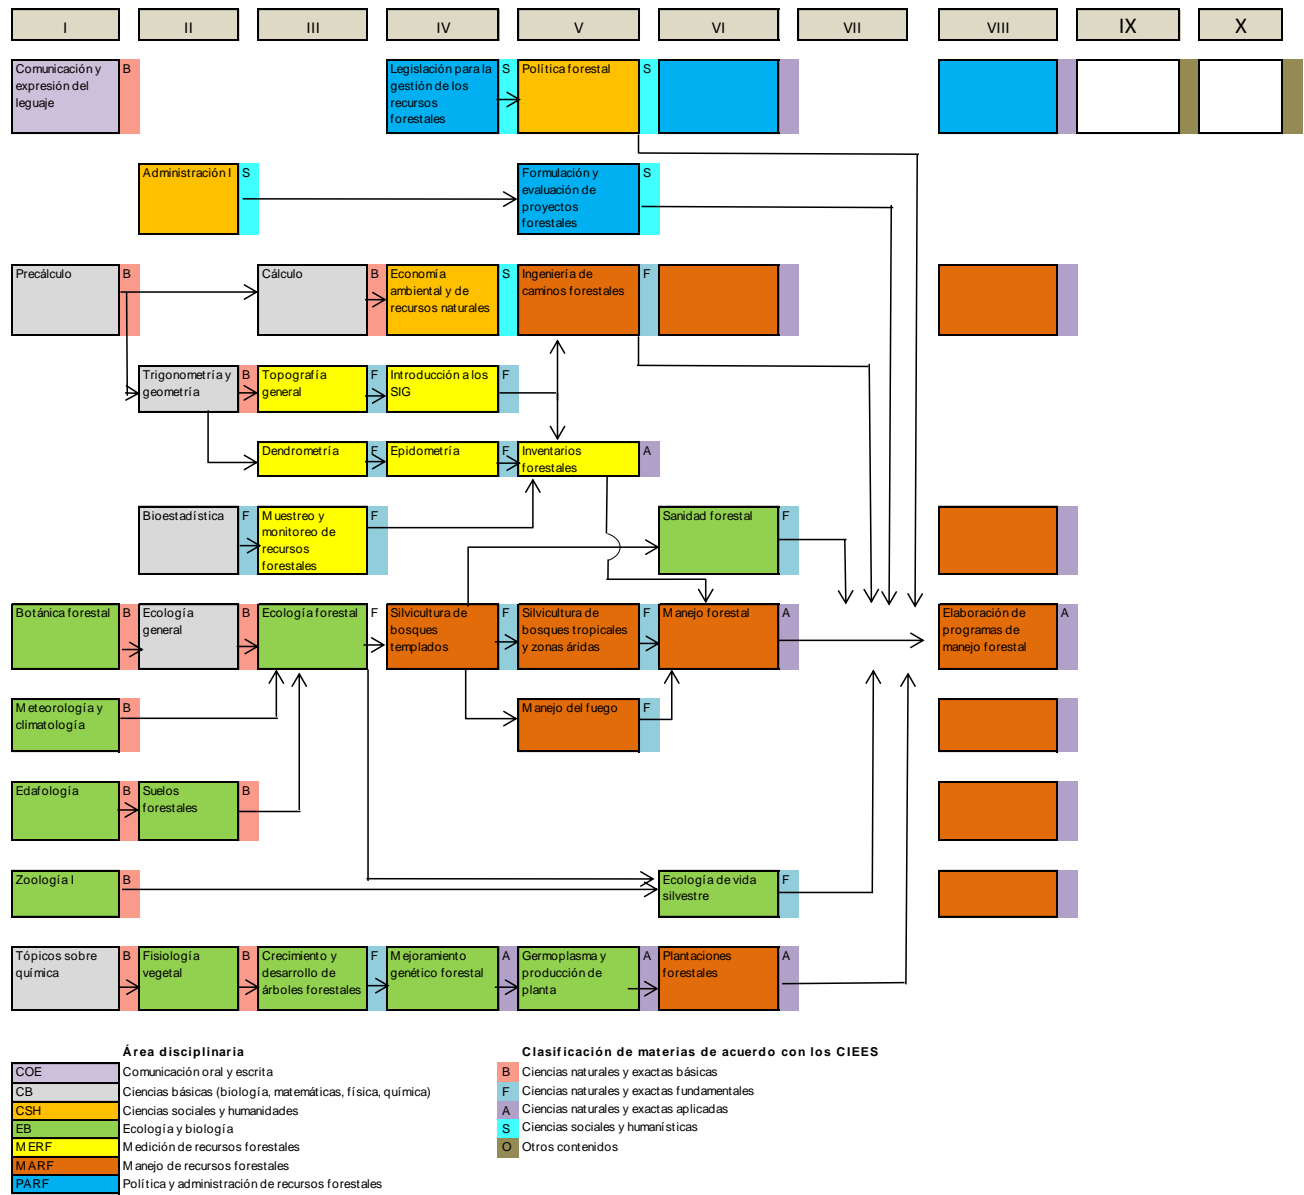 I II III IV V VI VII VIII IX X
Comunicación y B
expresión del
leguaje
Legislación para la S
gestión de los
recursos
forestales
Política forestal S
Administración I S
Formulación y S
evaluación de
proyectos
forestales
Precálculo B
Cálculo B
Economía S
ambiental y de
recursos naturales
Ingeniería de F
caminos forestales
Trigonometría y B
geometría
Topografía F
general
Introducción a los F
SIG
Dendrometría F
Epidometría F
Inventarios A
forestales
Bioestadística F
Muestreo y F
monitoreo de
recursos
forestales
Sanidad forestal F
Botánica forestal B
Ecología B
general
Ecología forestal F
Silvicultura de F
bosques
templados
Silvicultura de F
bosques tropicales
y zonas áridas
Manejo forestal A
Elaboración de A
programas de
manejo forestal
Meteorología y B
climatología
Manejo del fuego F
Edafología B
Suelos B
forestales
Zoología I B
Ecología de vida F
silvestre
Tópicos sobre B
química
Fisiología B
vegetal
Crecimiento y F
desarrollo de
árboles forestales
Mejoramiento A
genético forestal
Germoplasma y A
producción de
planta
Plantaciones A
forestales
Área disciplinaria
COE Comunicación oral y escrita
CB Ciencias básicas (biología, matemáticas, física, química)
CSH Ciencias sociales y humanidades
EB Ecología y biología
MERF Medición de recursos forestales
MARF Manejo de recursos forestales
PARF Política y administración de recursos forestales
Clasificación de materias de acuerdo con los CIEES
B Ciencias naturales y exactas básicas
F Ciencias naturales y exactas fundamentales
A Ciencias naturales y exactas aplicadas
S Ciencias sociales y humanísticas
O Otros contenidos